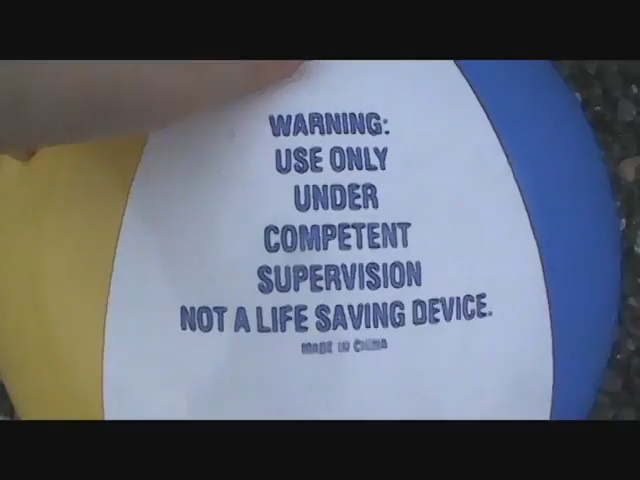 WARNING:
USE ONLY
UNDER
COMPETENT
SUPERVISION
NOT A LIFE SAVING DEVICE.
MADE IN CHINA